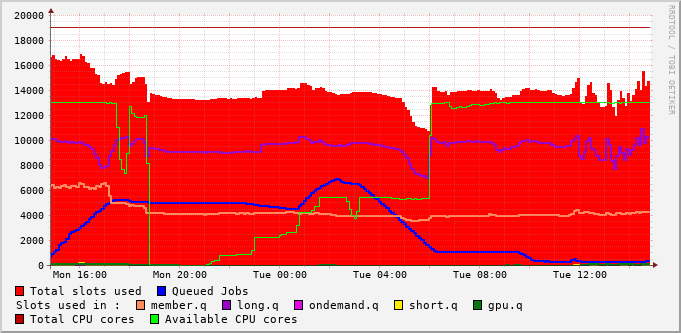 20000
18000
16000
14000
12000
10000
8000
6000
4000
2000
0
Mon 16:00 Mon 20:00 Tue 00:00 Tue 04:00 Tue 08:00 Tue 12:00
Total slots used Queued Jobs
Slots used in : member.q long.q ondemand.q short.q gpu.q
Total CPU cores Available CPU cores
RRDTOOL / TOBI OETIKER